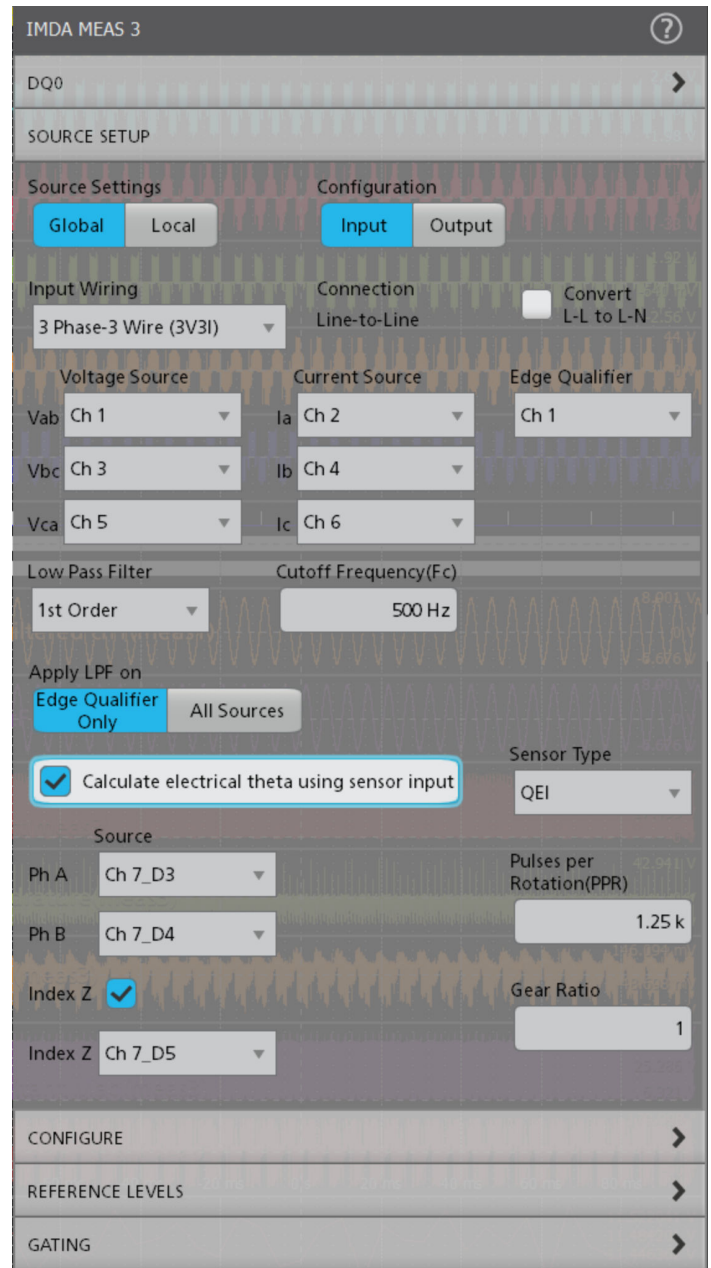 IMDA MEAS 3 ?
DQ0
SOURCE SETUP
Source Settings Configuration
Global Local Input Output
Input Wiring Connection Convert
3 Phase-3 Wire (3V3I) Line-to-Line L-L to L-N
Voltage Source Current Source Edge Qualifier
Vab Ch 1 Ia Ch 2 Ch 1
Vbc Ch 3 Ib Ch 4
Vca Ch 5 Ic Ch 6
Low Pass Filter Cutoff Frequency(Fc)
1st Order 500 Hz
Apply LPF on
Edge Qualifier
Only
All Sources
Calculate electrical theta using sensor input
Sensor Type
QEI
Source
Ph A Ch 7_D3
Pulses per
Rotation(PPR)
1.25 k
Ph B Ch 7_D4
Index Z
Gear Ratio
1
Index Z Ch 7_D5
CONFIGURE
REFERENCE LEVELS
GATING